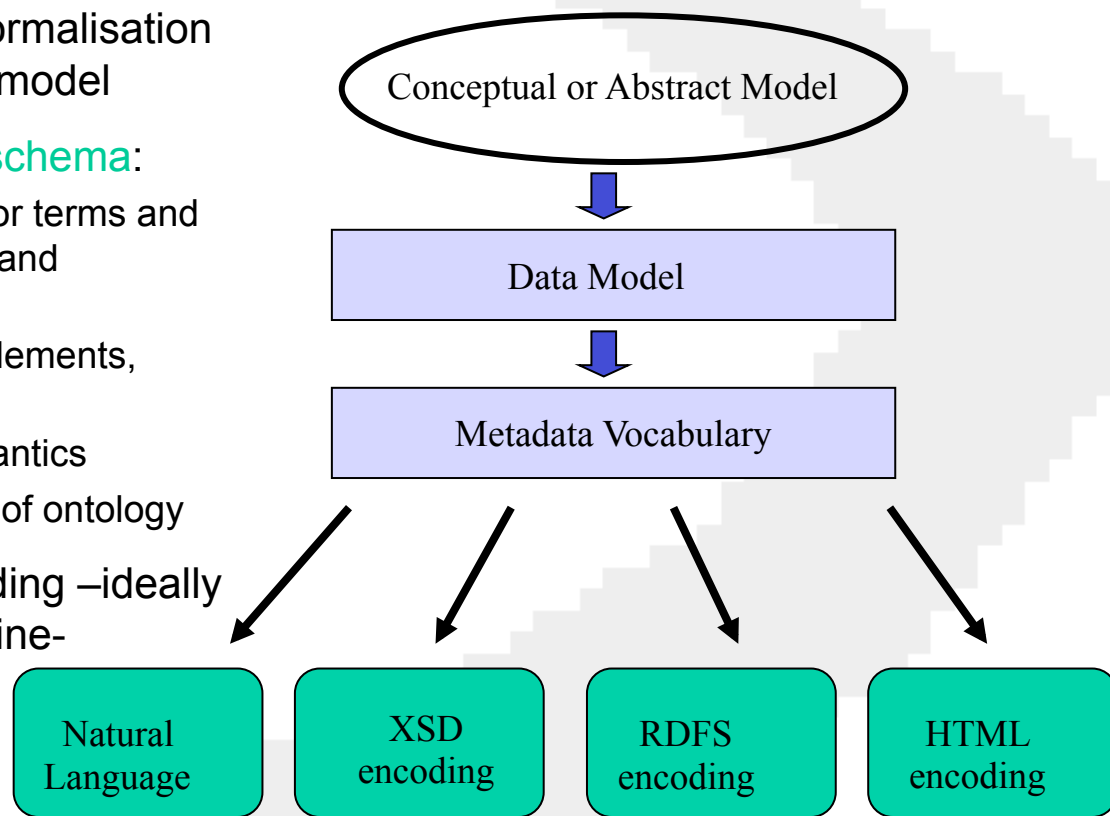 ormalisation
model
schema:
or terms and
and
lements,
antics
of ontology
ding –ideally
ine-
Conceptual or Abstract Model
Data Model
Metadata Vocabulary
Natural
Language
XSD
encoding
RDFS
encoding
HTML
encoding